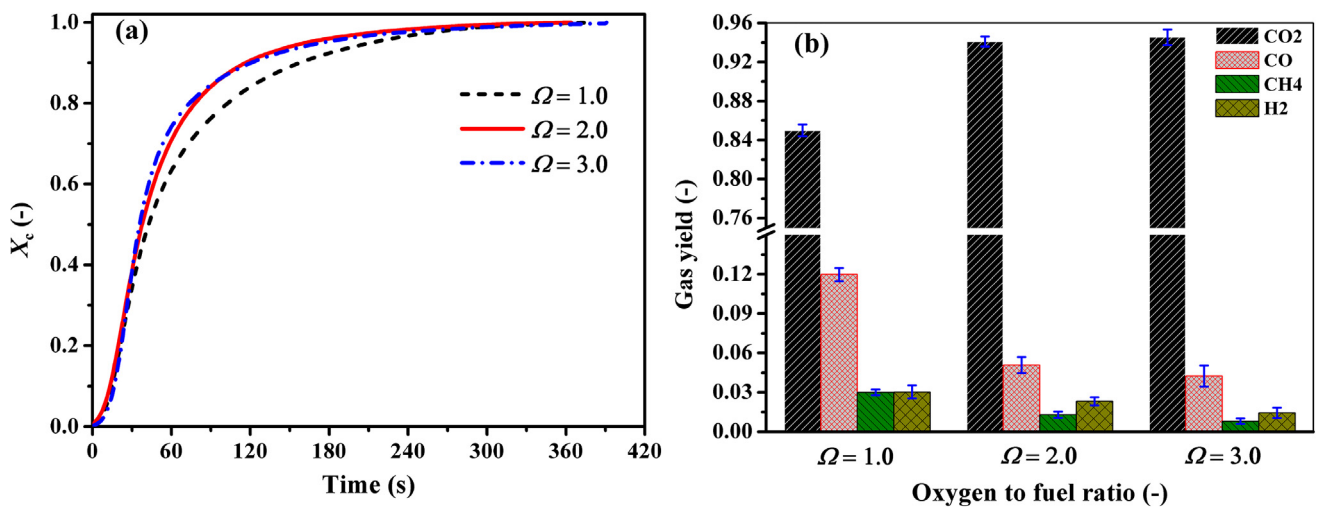 (a)
1.0
0.8
0.6
0.4
0.2
0.0
X_c (-)
Ω = 1.0
Ω = 2.0
Ω = 3.0
0 60 120 180 240 300 360 420
Time (s)
(b)
0.96
0.92
0.88
0.84
0.80
0.76
0.12
0.09
0.06
0.03
0.00
Gas yield (-)
CO2
CO
CH4
H2
Ω = 1.0 Ω = 2.0 Ω = 3.0
Oxygen to fuel ratio (-)